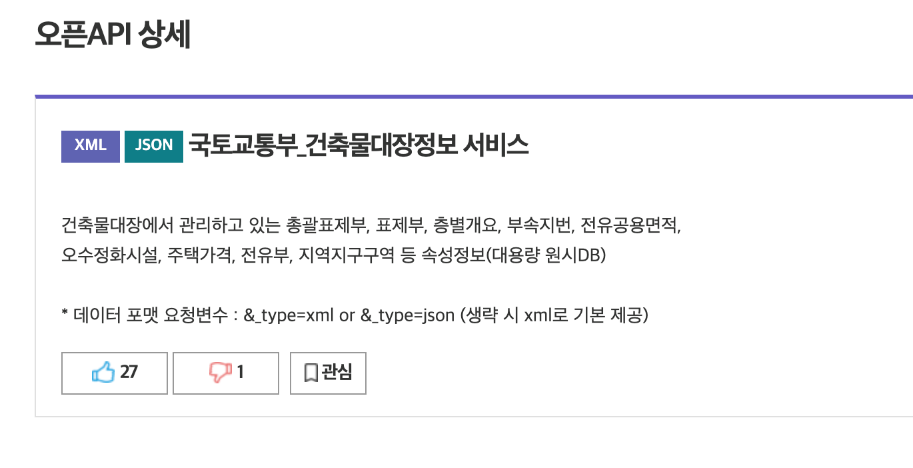 오픈API 상세
XML JSON 국토교통부_건축물대장정보 서비스
건축물대장에서 관리하고 있는 총괄표제부, 표제부, 층별개요, 부속지번, 전유공용면적,
오수정화시설, 주택가격, 전유부, 지역지구구역 등 속성정보(대용량 원시DB)
* 데이터 포맷 요청변수 : &_type=xml or &_type=json (생략 시 xml로 기본 제공)
27 1 관심